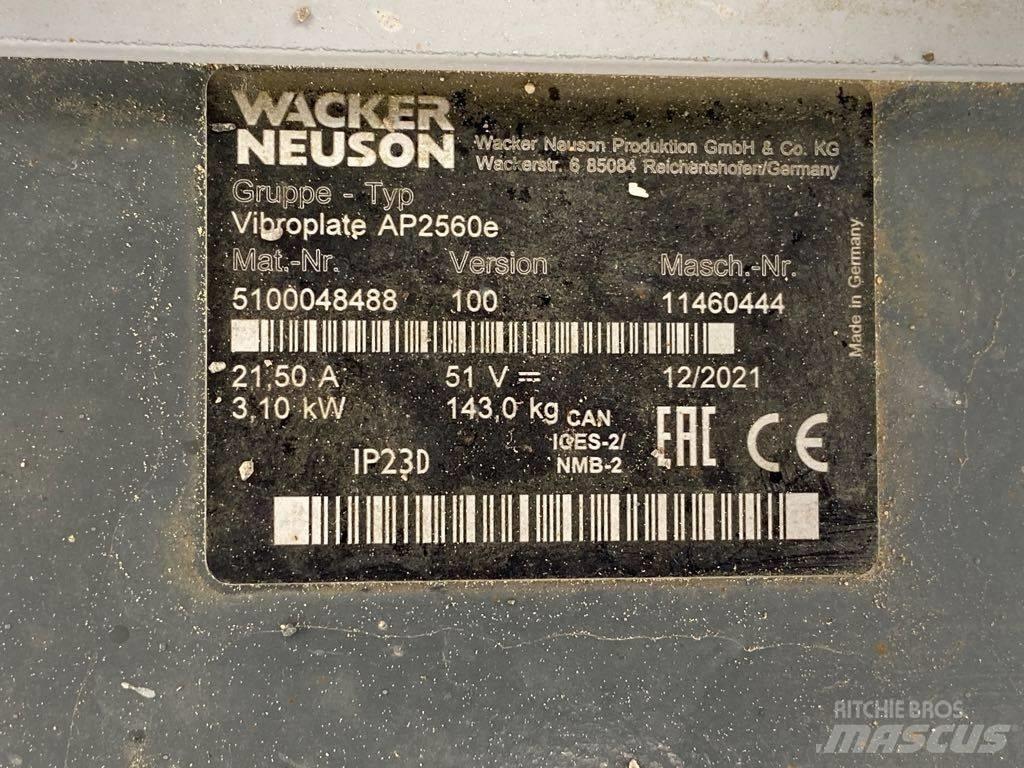 WACKER
NEUSON
Wacker Neuson Produktion GmbH & Co. KG
Wackerstr. 6 85084 Reichertshofen/Germany
Gruppe - Typ
Vibroplate AP2560e
Mat.-Nr. Version Masch.-Nr.
5100048488 100 11460444
Made in Germany
21,50 A 51 V 12/2021
3,10 kW 143,0 kg
CAN
ICES-2/
NMB-2
IP23D
EAC CE
RITCHIE BROS.
MASCUS